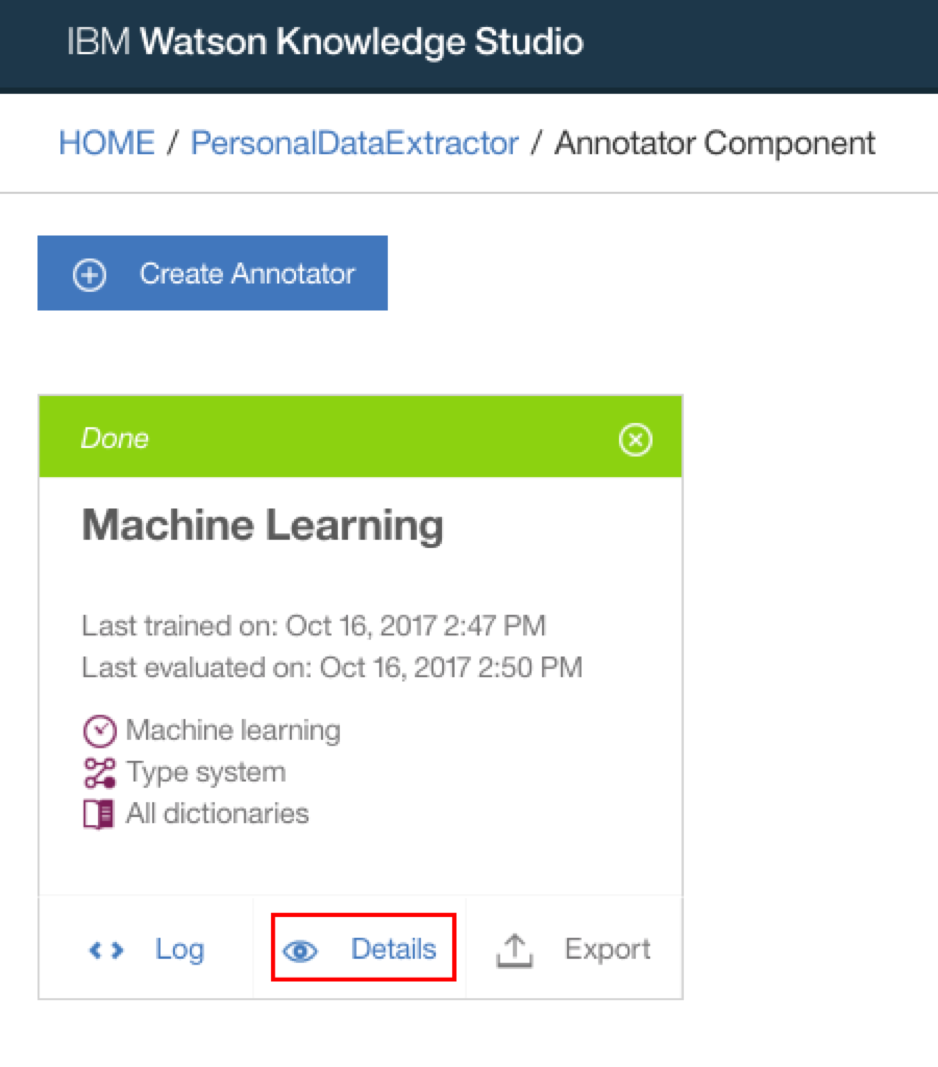 IBM Watson Knowledge Studio
HOME / PersonalDataExtractor / Annotator Component
Create Annotator
Done
Machine Learning
Last trained on: Oct 16, 2017 2:47 PM
Last evaluated on: Oct 16, 2017 2:50 PM
Machine learning
Type system
All dictionaries
Log Details Export